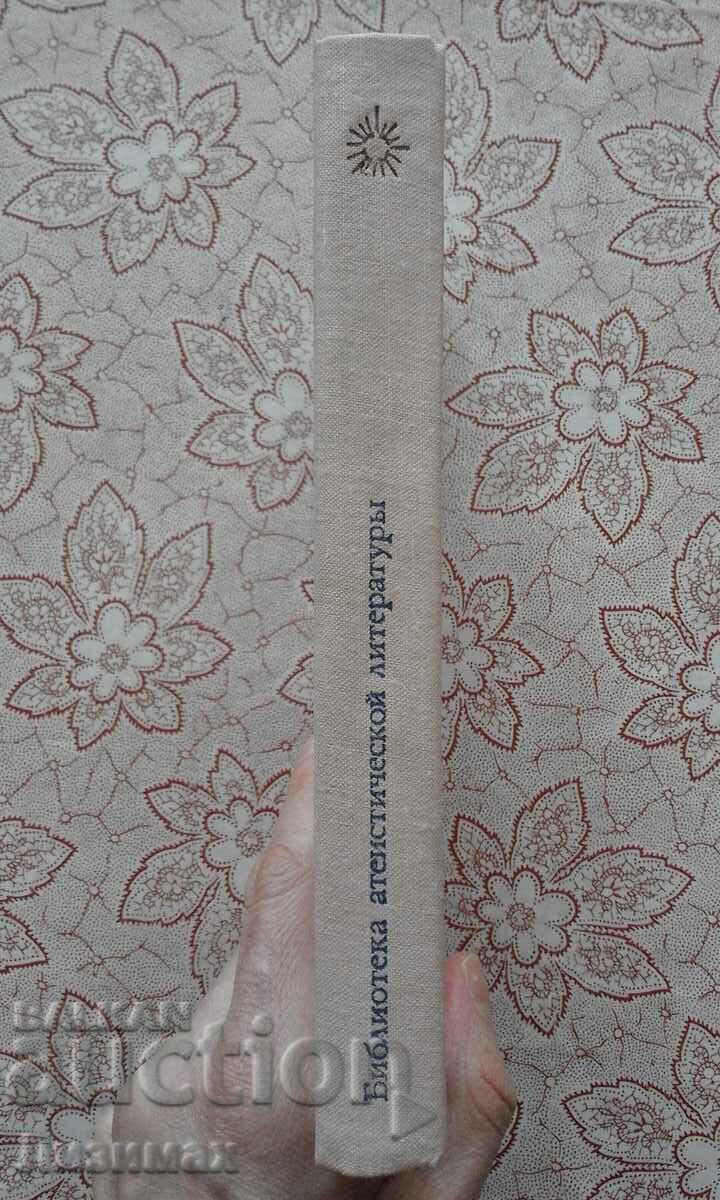 Библиотека атеистической литературы
BALKAN
auction
Лизимах